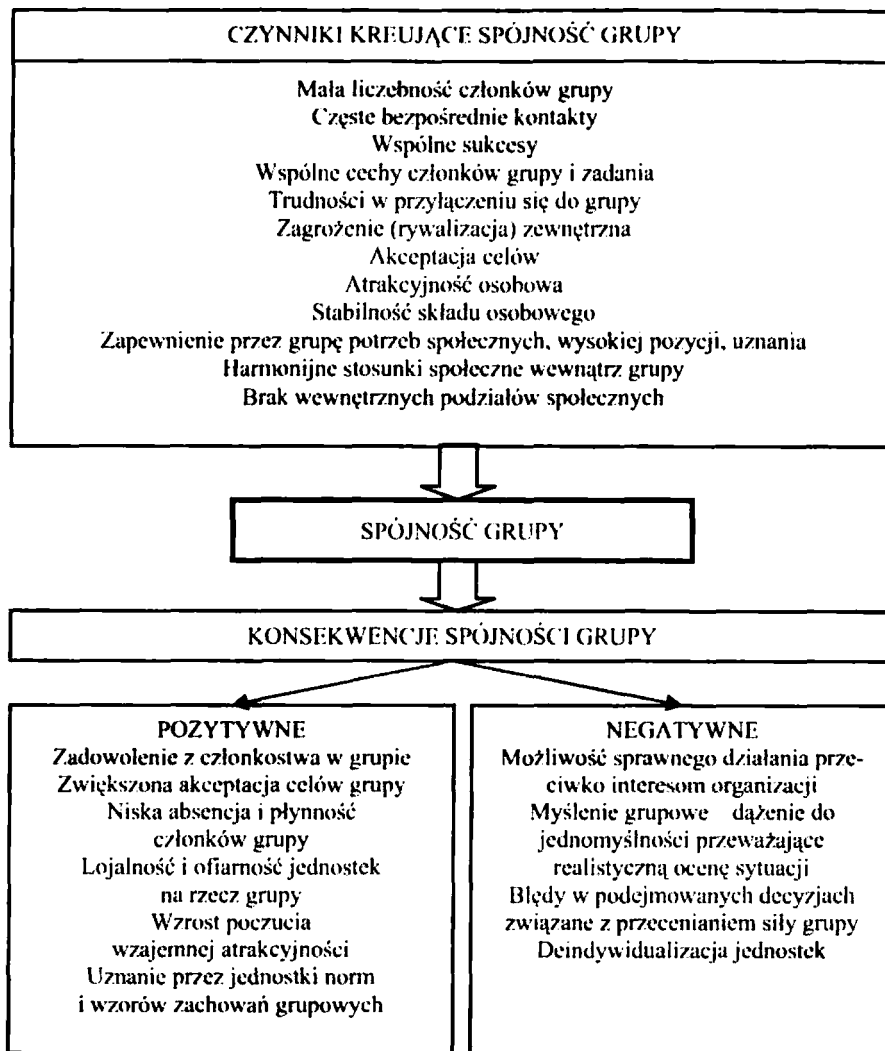 CZYNNIKI KREUJĄCE SPÓJNOŚĆ GRUPY
Mała liczebność członków grupy
Częste bezpośrednie kontakty
Wspólne sukcesy
Wspólne cechy członków grupy i zadania
Trudności w przyłączeniu się do grupy
Zagrożenie (rywalizacja) zewnętrzna
Akceptacja celów
Atrakcyjność osobowa
Stabilność składu osobowego
Zapewnienie przez grupę potrzeb społecznych, wysokiej pozycji, uznania
Harmonijne stosunki społeczne wewnątrz grupy
Brak wewnętrznych podziałów społecznych
SPÓJNOŚĆ GRUPY
KONSEKWENCJE SPÓJNOŚCI GRUPY
POZYTYWNE
Zadowolenie z członkostwa w grupie
Zwiększona akceptacja celów grupy
Niska absencja i płynność
członków grupy
Lojalność i ofiarność jednostek
na rzecz grupy
Wzrost poczucia
wzajemnej atrakcyjności
Uznanie przez jednostki norm
i wzorów zachowań grupowych
NEGATYWNE
Możliwość sprawnego działania prze-
ciwko interesom organizacji
Myślenie grupowe dążenie do
jednomyślności przeważające
realistyczną ocenę sytuacji
Błędy w podejmowanych decyzjach
związane z przecenianiem siły grupy
Deindywidualizacja jednostek